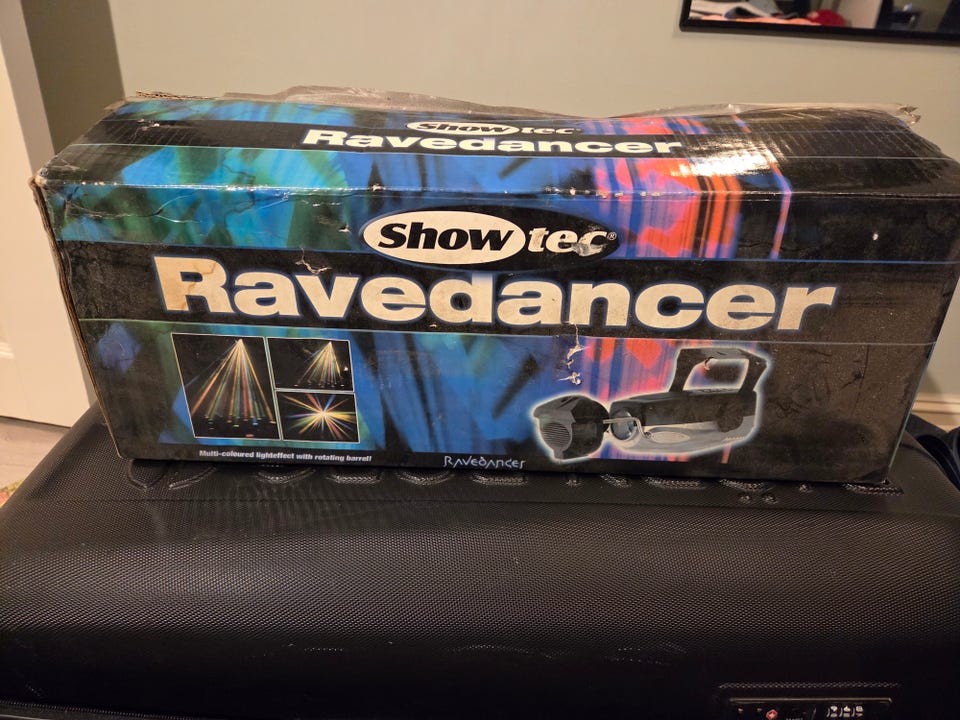 Showtec
Ravedancer
Showtec®
Ravedancer
Multi-coloured lighteffect with rotating barrel!
Ravedancer